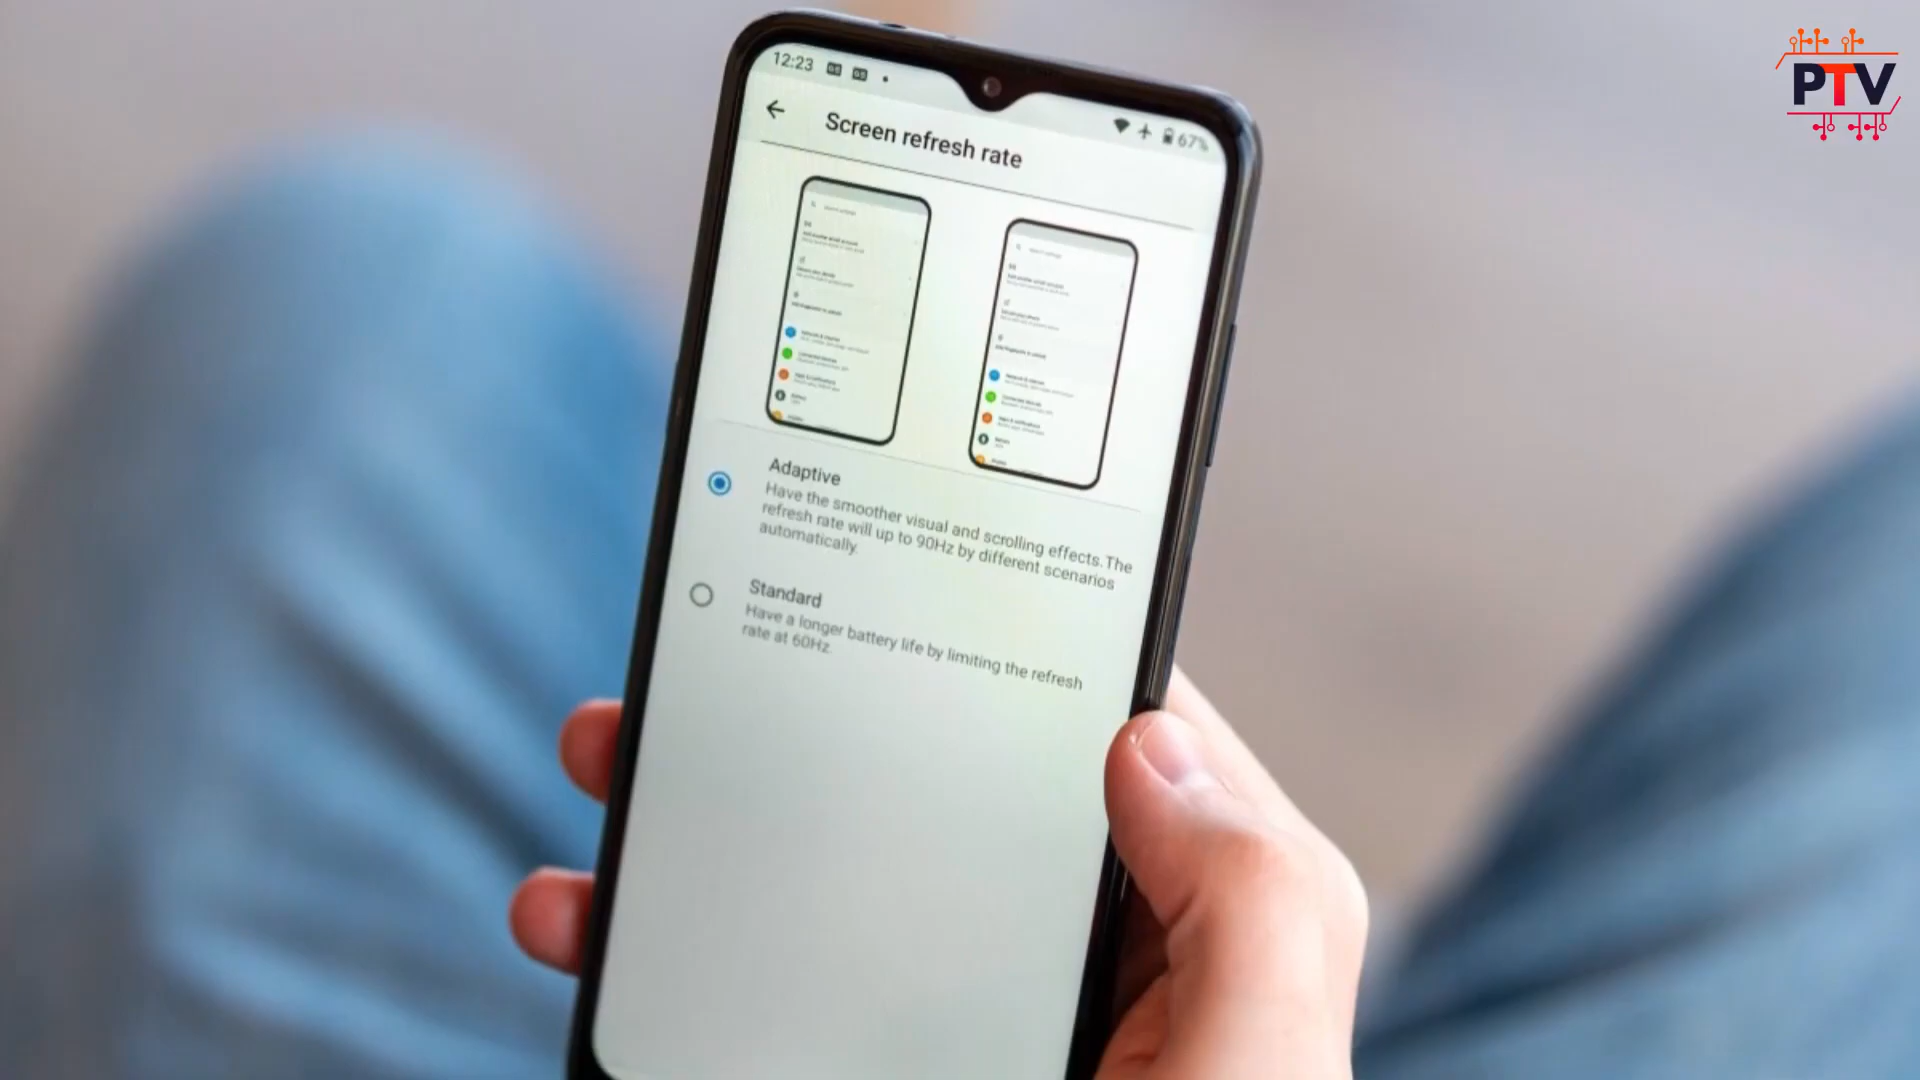 PTV
12:23
67%
Screen refresh rate
Adaptive
Have the smoother visual and scrolling effects. The
refresh rate will up to 90Hz by different scenarios
automatically.
Standard
Have a longer battery life by limiting the refresh
rate at 60Hz.